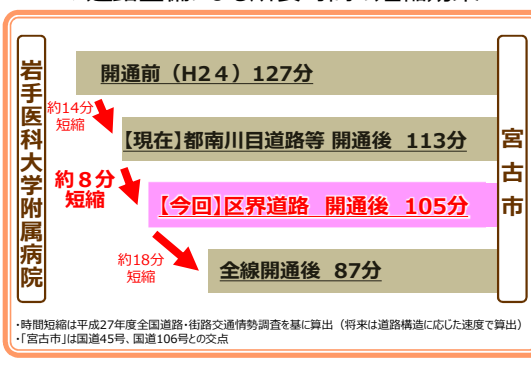 岩手医科大学附属病院
開通前（H２４）127分
約14分
短縮
【現在】都南川目道路等 開通後 113分
約８分
短縮
【今回】区界道路 開通後 105分
約18分
短縮
全線開通後 87分
宮古市
・時間短縮は平成27年度全国道路・街路交通情勢調査を基に算出（将来は道路構造に応じた速度で算出）
・「宮古市」は国道45号、国道106号との交点